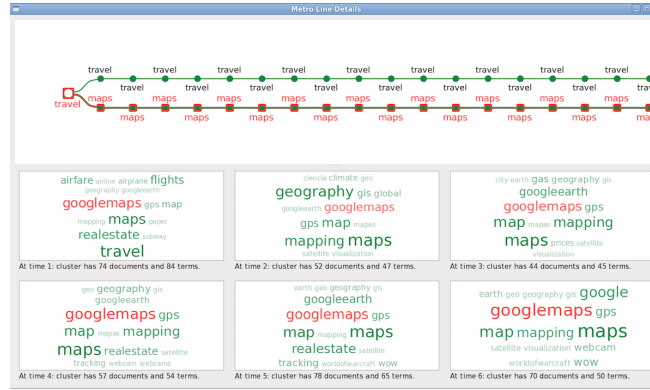 Metro Line Details
travel travel travel travel travel travel travel travel travel
travel travel travel travel travel travel travel travel
maps maps maps maps maps maps maps maps maps
travel
maps maps maps maps maps maps maps maps
airfare airline airplane flights
geography googleearth
googlemaps gps map
mapping maps paper
realestate subway
travel
At time 1: cluster has 74 documents and 84 terms.
ciencia climate geo
geography gis global
googleearth googlemaps
gps map mapas
mapping maps
satellite visualization
At time 2: cluster has 52 documents and 47 terms.
city earth gas geography gis
googleearth
googlemaps gps
map mapas mapping
maps prices satellite
visualization
At time 3: cluster has 44 documents and 45 terms.
geo geography gis
googleearth
googlemaps gps
map mapas mapping
maps realestate satellite
tracking webcam webcams
At time 4: cluster has 57 documents and 54 terms.
earth geo geography gis
googleearth
googlemaps gps
map mapping maps
realestate satellite
tracking worldofwarcraft wow
At time 5: cluster has 78 documents and 65 terms.
earth geo geography gis google
googlemaps gps
map mapping maps
satellite visualization webcam
worldofwarcraft wow
At time 6: cluster has 70 documents and 50 terms.